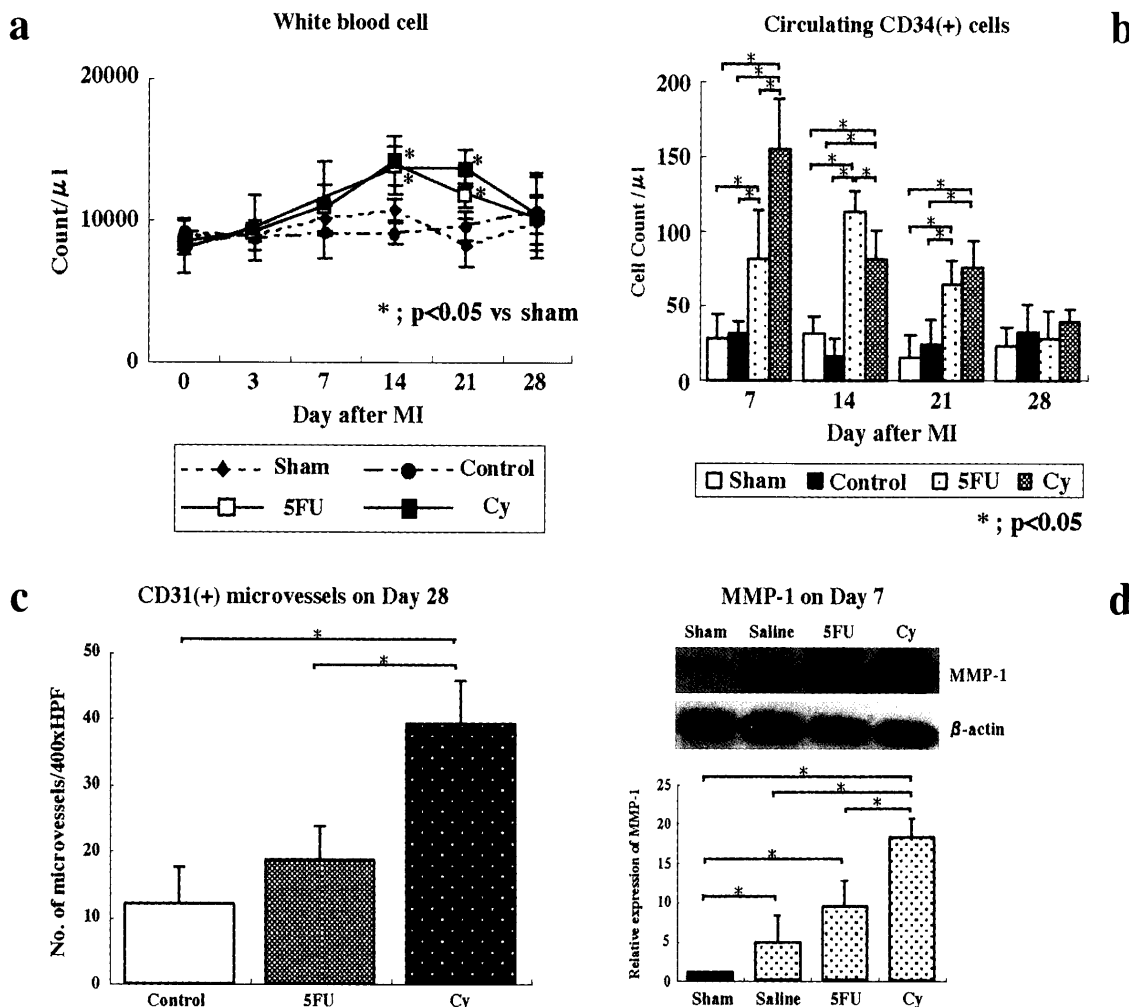 a
White blood cell
20000
10000
0
Count/μl
* * * *
* ; p<0.05 vs sham
0 3 7 14 21 28
Day after MI
Sham Control
5FU Cy
b
Circulating CD34(+) cells
200
150
100
50
0
Cell Count /μl
* * * * * * * * * * * * * *
7 14 21 28
Day after MI
Sham Control 5FU Cy
* ; p<0.05
c
CD31(+) microvessels on Day 28
50
40
30
20
10
0
No. of microvessels/400xHPF
*
*
Control 5FU Cy
d
MMP-1 on Day 7
Sham Saline 5FU Cy
MMP-1
β-actin
25
20
15
10
5
0
Relative expression of MMP-1
*
*
*
*
*
Sham Saline 5FU Cy